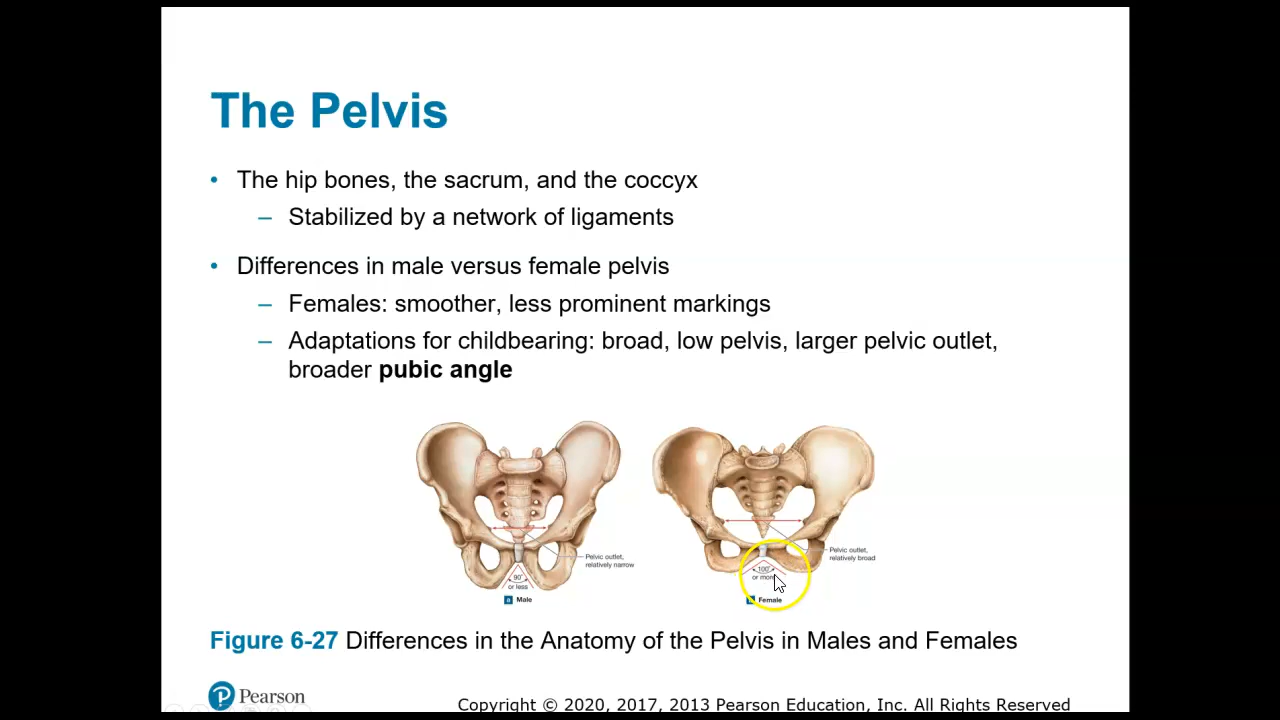 The Pelvis
• The hip bones, the sacrum, and the coccyx
– Stabilized by a network of ligaments
• Differences in male versus female pelvis
– Females: smoother, less prominent markings
– Adaptations for childbearing: broad, low pelvis, larger pelvic outlet,
broader pubic angle
Pelvic outlet,
relatively narrow
90°
or less
a Male
Pelvic outlet,
relatively broad
100°
or more
Female
Figure 6-27 Differences in the Anatomy of the Pelvis in Males and Females
P Pearson
Copyright © 2020, 2017, 2013 Pearson Education, Inc. All Rights Reserved